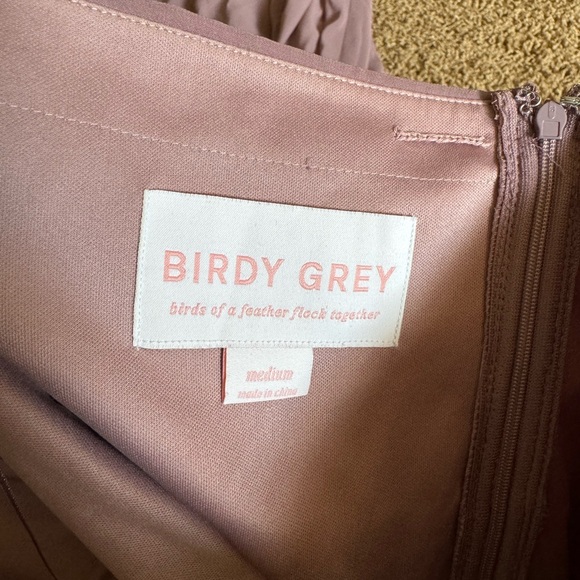 BIRDY GREY
birds of a feather flock together
medium
made in china